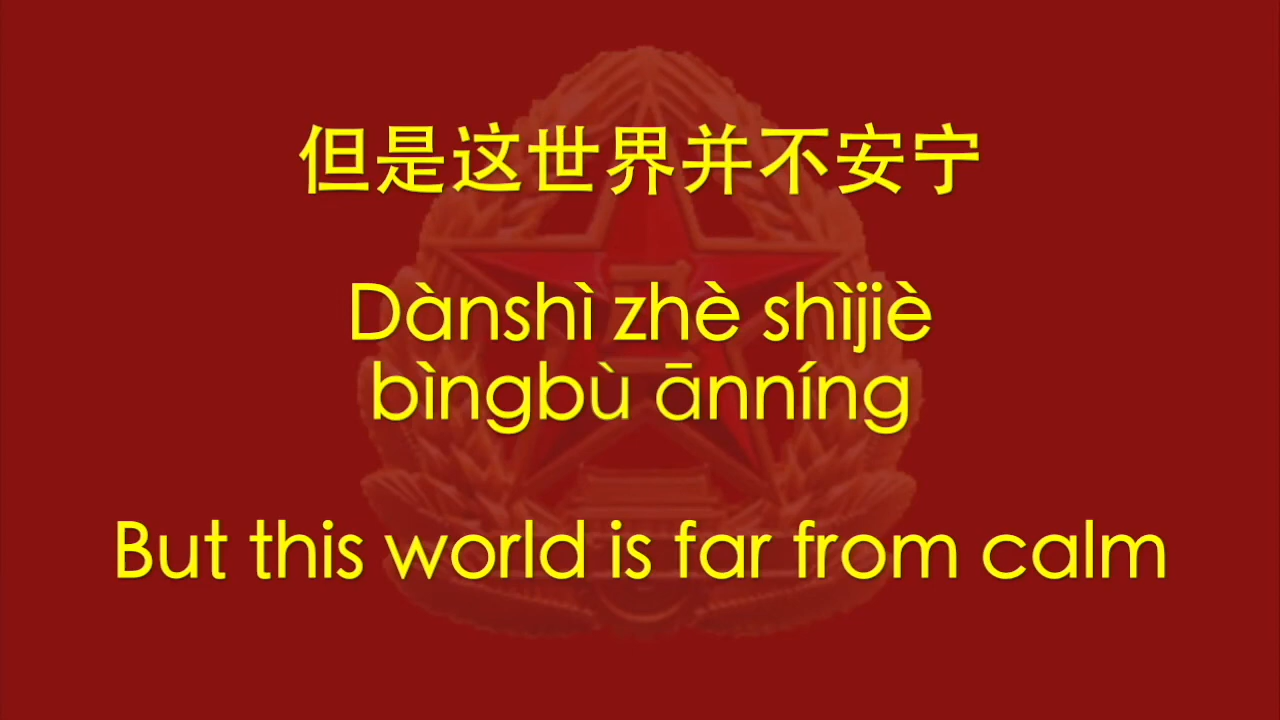 但是这世界并不安宁
Dànshì zhè shìjiè
bìngbù ānníng
But this world is far from calm